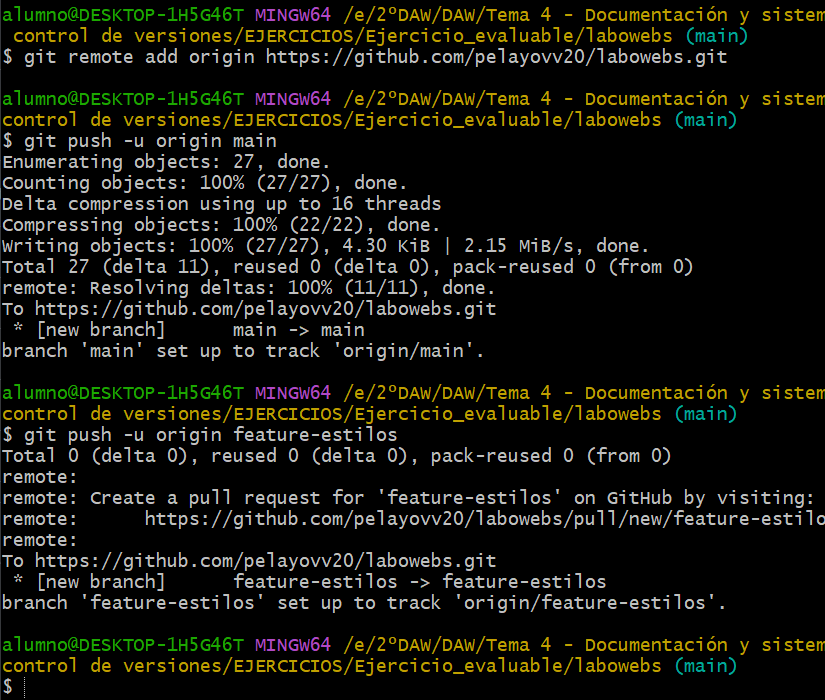 alumno@DESKTOP-1H5G46T MINGW64 /e/2ºDAW/DAW/Tema 4 - Documentación y sistem
control de versiones/EJERCICIOS/Ejercicio_evaluable/labowebs (main)
$ git remote add origin https://github.com/pelayovv20/labowebs.git
alumno@DESKTOP-1H5G46T MINGW64 /e/2ºDAW/DAW/Tema 4 - Documentación y sistem
control de versiones/EJERCICIOS/Ejercicio_evaluable/labowebs (main)
$ git push -u origin main
Enumerating objects: 27, done.
Counting objects: 100% (27/27), done.
Delta compression using up to 16 threads
Compressing objects: 100% (22/22), done.
Writing objects: 100% (27/27), 4.30 KiB | 2.15 MiB/s, done.
Total 27 (delta 11), reused 0 (delta 0), pack-reused 0 (from 0)
remote: Resolving deltas: 100% (11/11), done.
To https://github.com/pelayovv20/labowebs.git
 * [new branch]      main -> main
branch 'main' set up to track 'origin/main'.
alumno@DESKTOP-1H5G46T MINGW64 /e/2ºDAW/DAW/Tema 4 - Documentación y sistem
control de versiones/EJERCICIOS/Ejercicio_evaluable/labowebs (main)
$ git push -u origin feature-estilos
Total 0 (delta 0), reused 0 (delta 0), pack-reused 0 (from 0)
remote:
remote: Create a pull request for 'feature-estilos' on GitHub by visiting:
remote:      https://github.com/pelayovv20/labowebs/pull/new/feature-estilo
remote:
To https://github.com/pelayovv20/labowebs.git
 * [new branch]      feature-estilos -> feature-estilos
branch 'feature-estilos' set up to track 'origin/feature-estilos'.
alumno@DESKTOP-1H5G46T MINGW64 /e/2ºDAW/DAW/Tema 4 - Documentación y sistem
control de versiones/EJERCICIOS/Ejercicio_evaluable/labowebs (main)
$